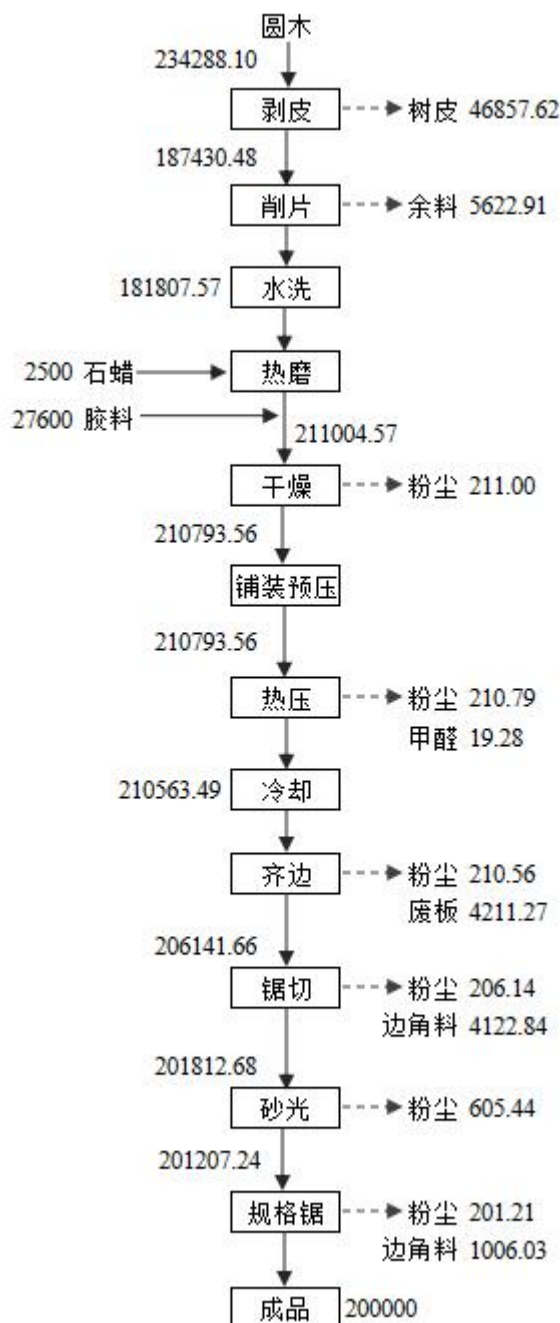 圆木
234288.10
剥皮
树皮 46857.62
187430.48
削片
余料 5622.91
181807.57
水洗
2500 石蜡
热磨
27600 胶料
211004.57
干燥
粉尘 211.00
210793.56
铺装预压
210793.56
热压
粉尘 210.79
甲醛 19.28
210563.49
冷却
齐边
粉尘 210.56
废板 4211.27
206141.66
锯切
粉尘 206.14
边角料 4122.84
201812.68
砂光
粉尘 605.44
201207.24
规格锯
粉尘 201.21
边角料 1006.03
成品
200000